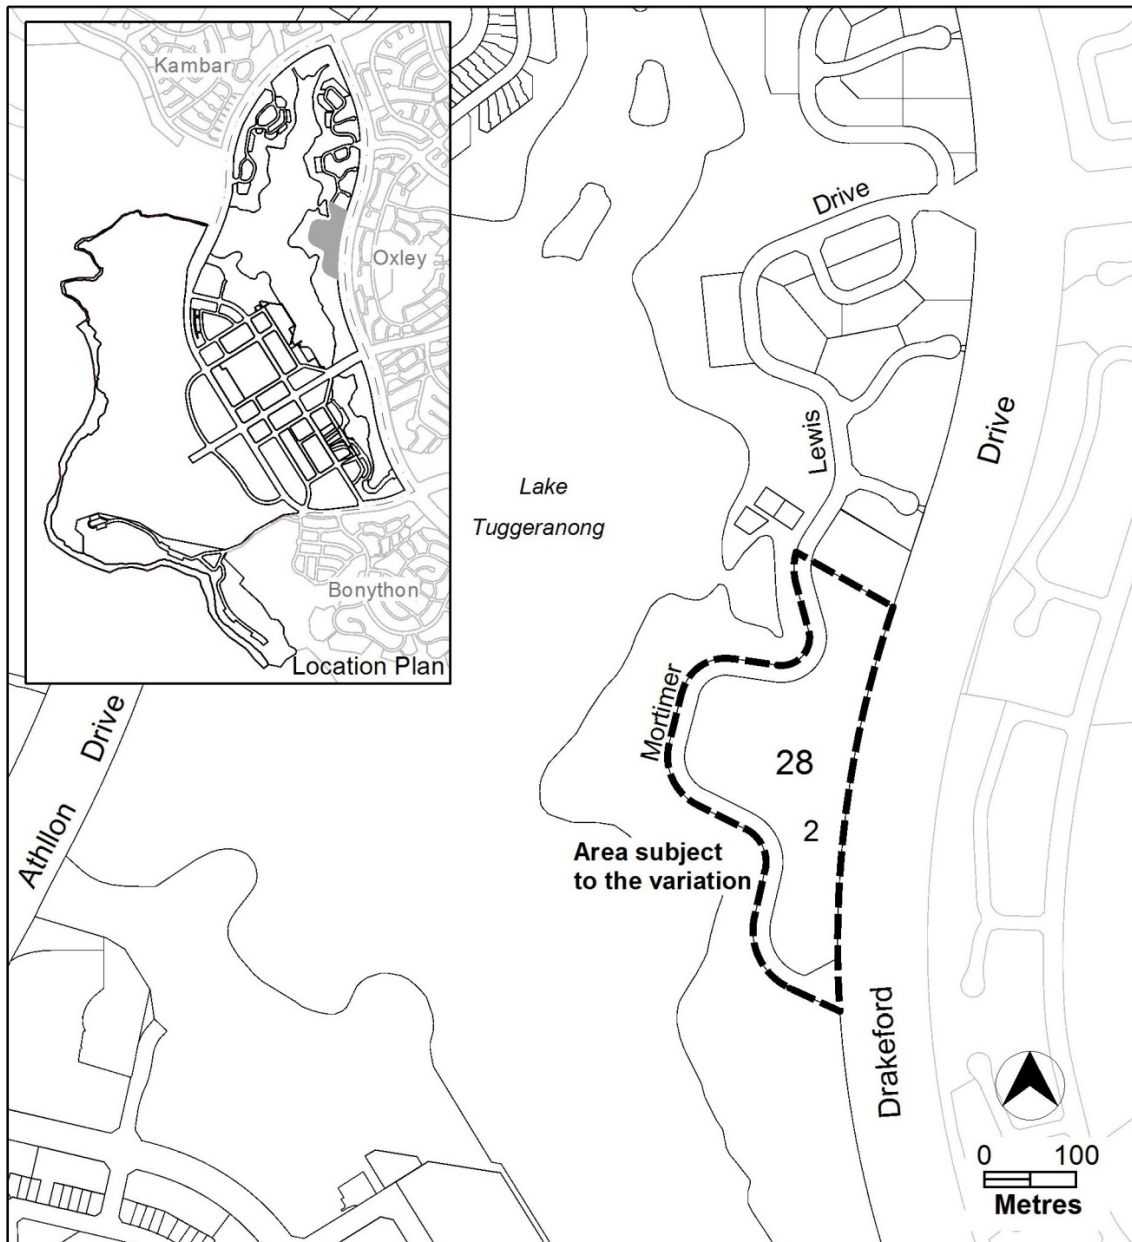 Kambar
Oxley
Bonython
Location Plan
Drive
Lewis
Drive
Lake
Tuggeranong
Mortimer
28
2
Area subject
to the variation
Athllon
Drive
Drakeford
0 100
Metres